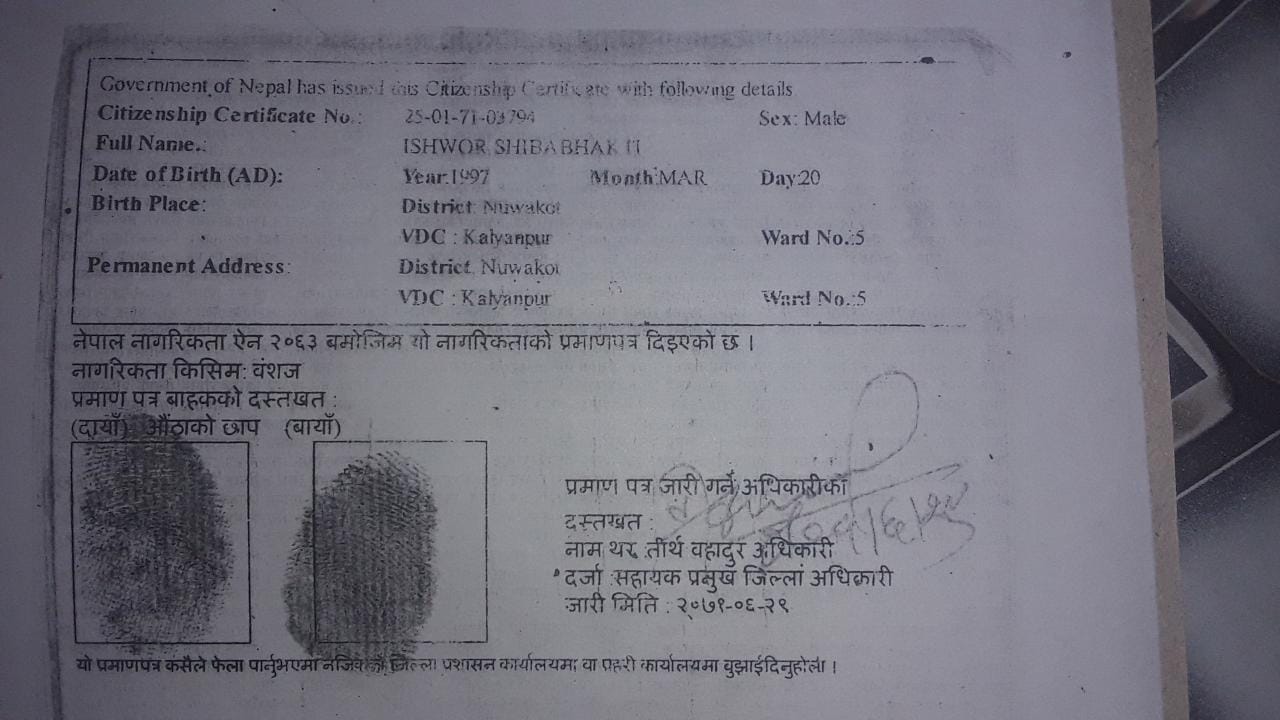 Government of Nepal has issued this Citizenship Certificate with following details
Citizenship Certificate No.: 25-01-71-03794 Sex: Male
Full Name.: ISHWOR SHIBABHAKTI
Date of Birth (AD): Year:1997 Month:MAR Day:20
Birth Place: District: Nuwakot
VDC : Kalyanpur Ward No.:5
Permanent Address: District: Nuwakot
VDC : Kalyanpur Ward No.:5
नेपाल नागरिकता ऐन २०६३ बमोजिम यो नागरिकताको प्रमाणपत्र दिइएको छ ।
नागरिकता किसिम: वंशज
प्रमाण पत्र बाहकको दस्तखत :
(दायाँ) औंठाको छाप (बायाँ)
प्रमाण पत्र जारी गर्ने अधिकारीको
दस्तखत :
नाम थर :तीर्थ वहादुर अधिकारी
दर्जा :सहायक प्रमुख जिल्ला अधिकारी
जारी मिति : २०७१-०६-२९
यो प्रमाणपत्र कसैले फेला पार्नुभएमा नजिकको जिल्ला प्रशासन कार्यालयमा वा प्रहरी कार्यालयमा बुझाईदिनुहोला ।